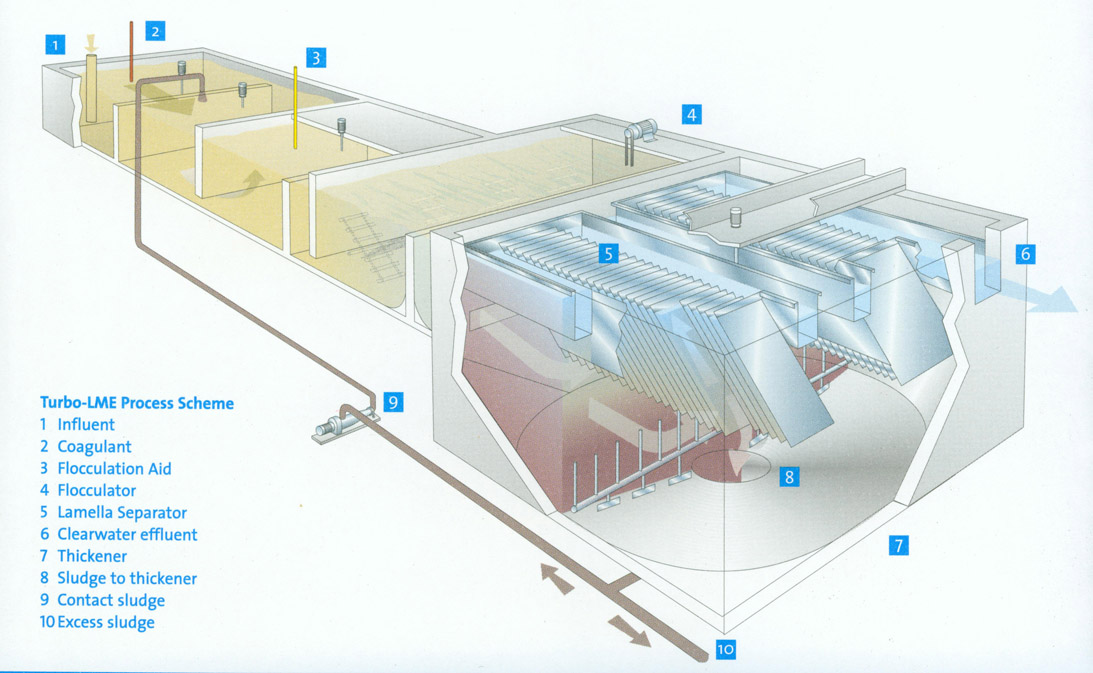 1
2
3
4
5
6
Turbo-LME Process Scheme
1 Influent
2 Coagulant
3 Flocculation Aid
4 Flocculator
5 Lamella Separator
6 Clearwater effluent
7 Thickener
8 Sludge to thickener
9 Contact sludge
10 Excess sludge
9
8
7
10